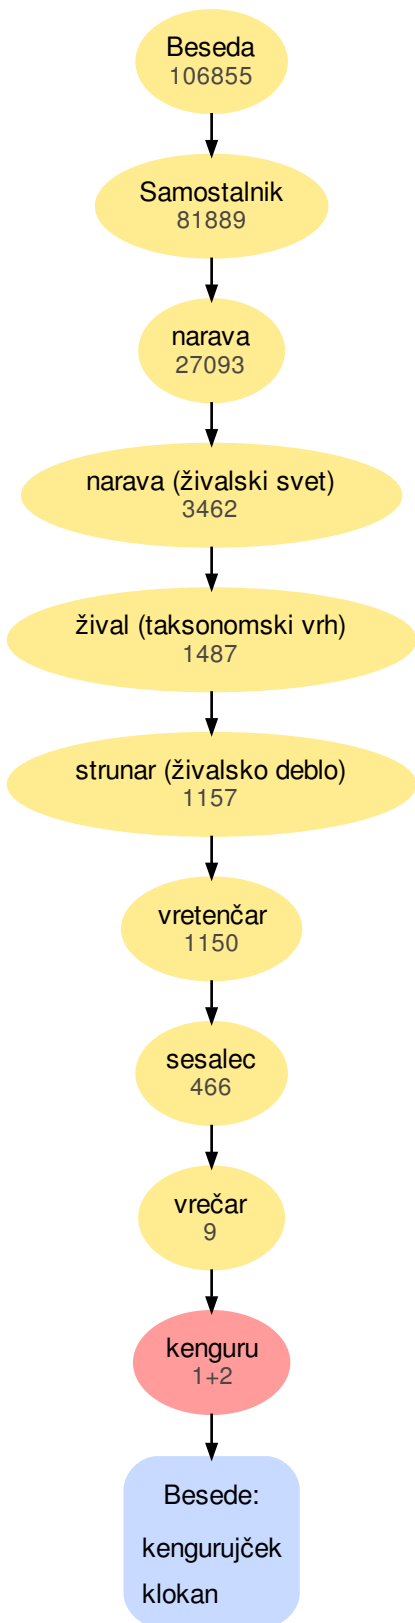 Beseda
106855
Samostalnik
81889
narava
27093
narava (živalski svet)
3462
žival (taksonomski vrh)
1487
strunar (živalsko deblo)
1157
vretenčar
1150
sesalec
466
vrečar
9
kenguru
1+2
Besede:
kengurujček
klokan